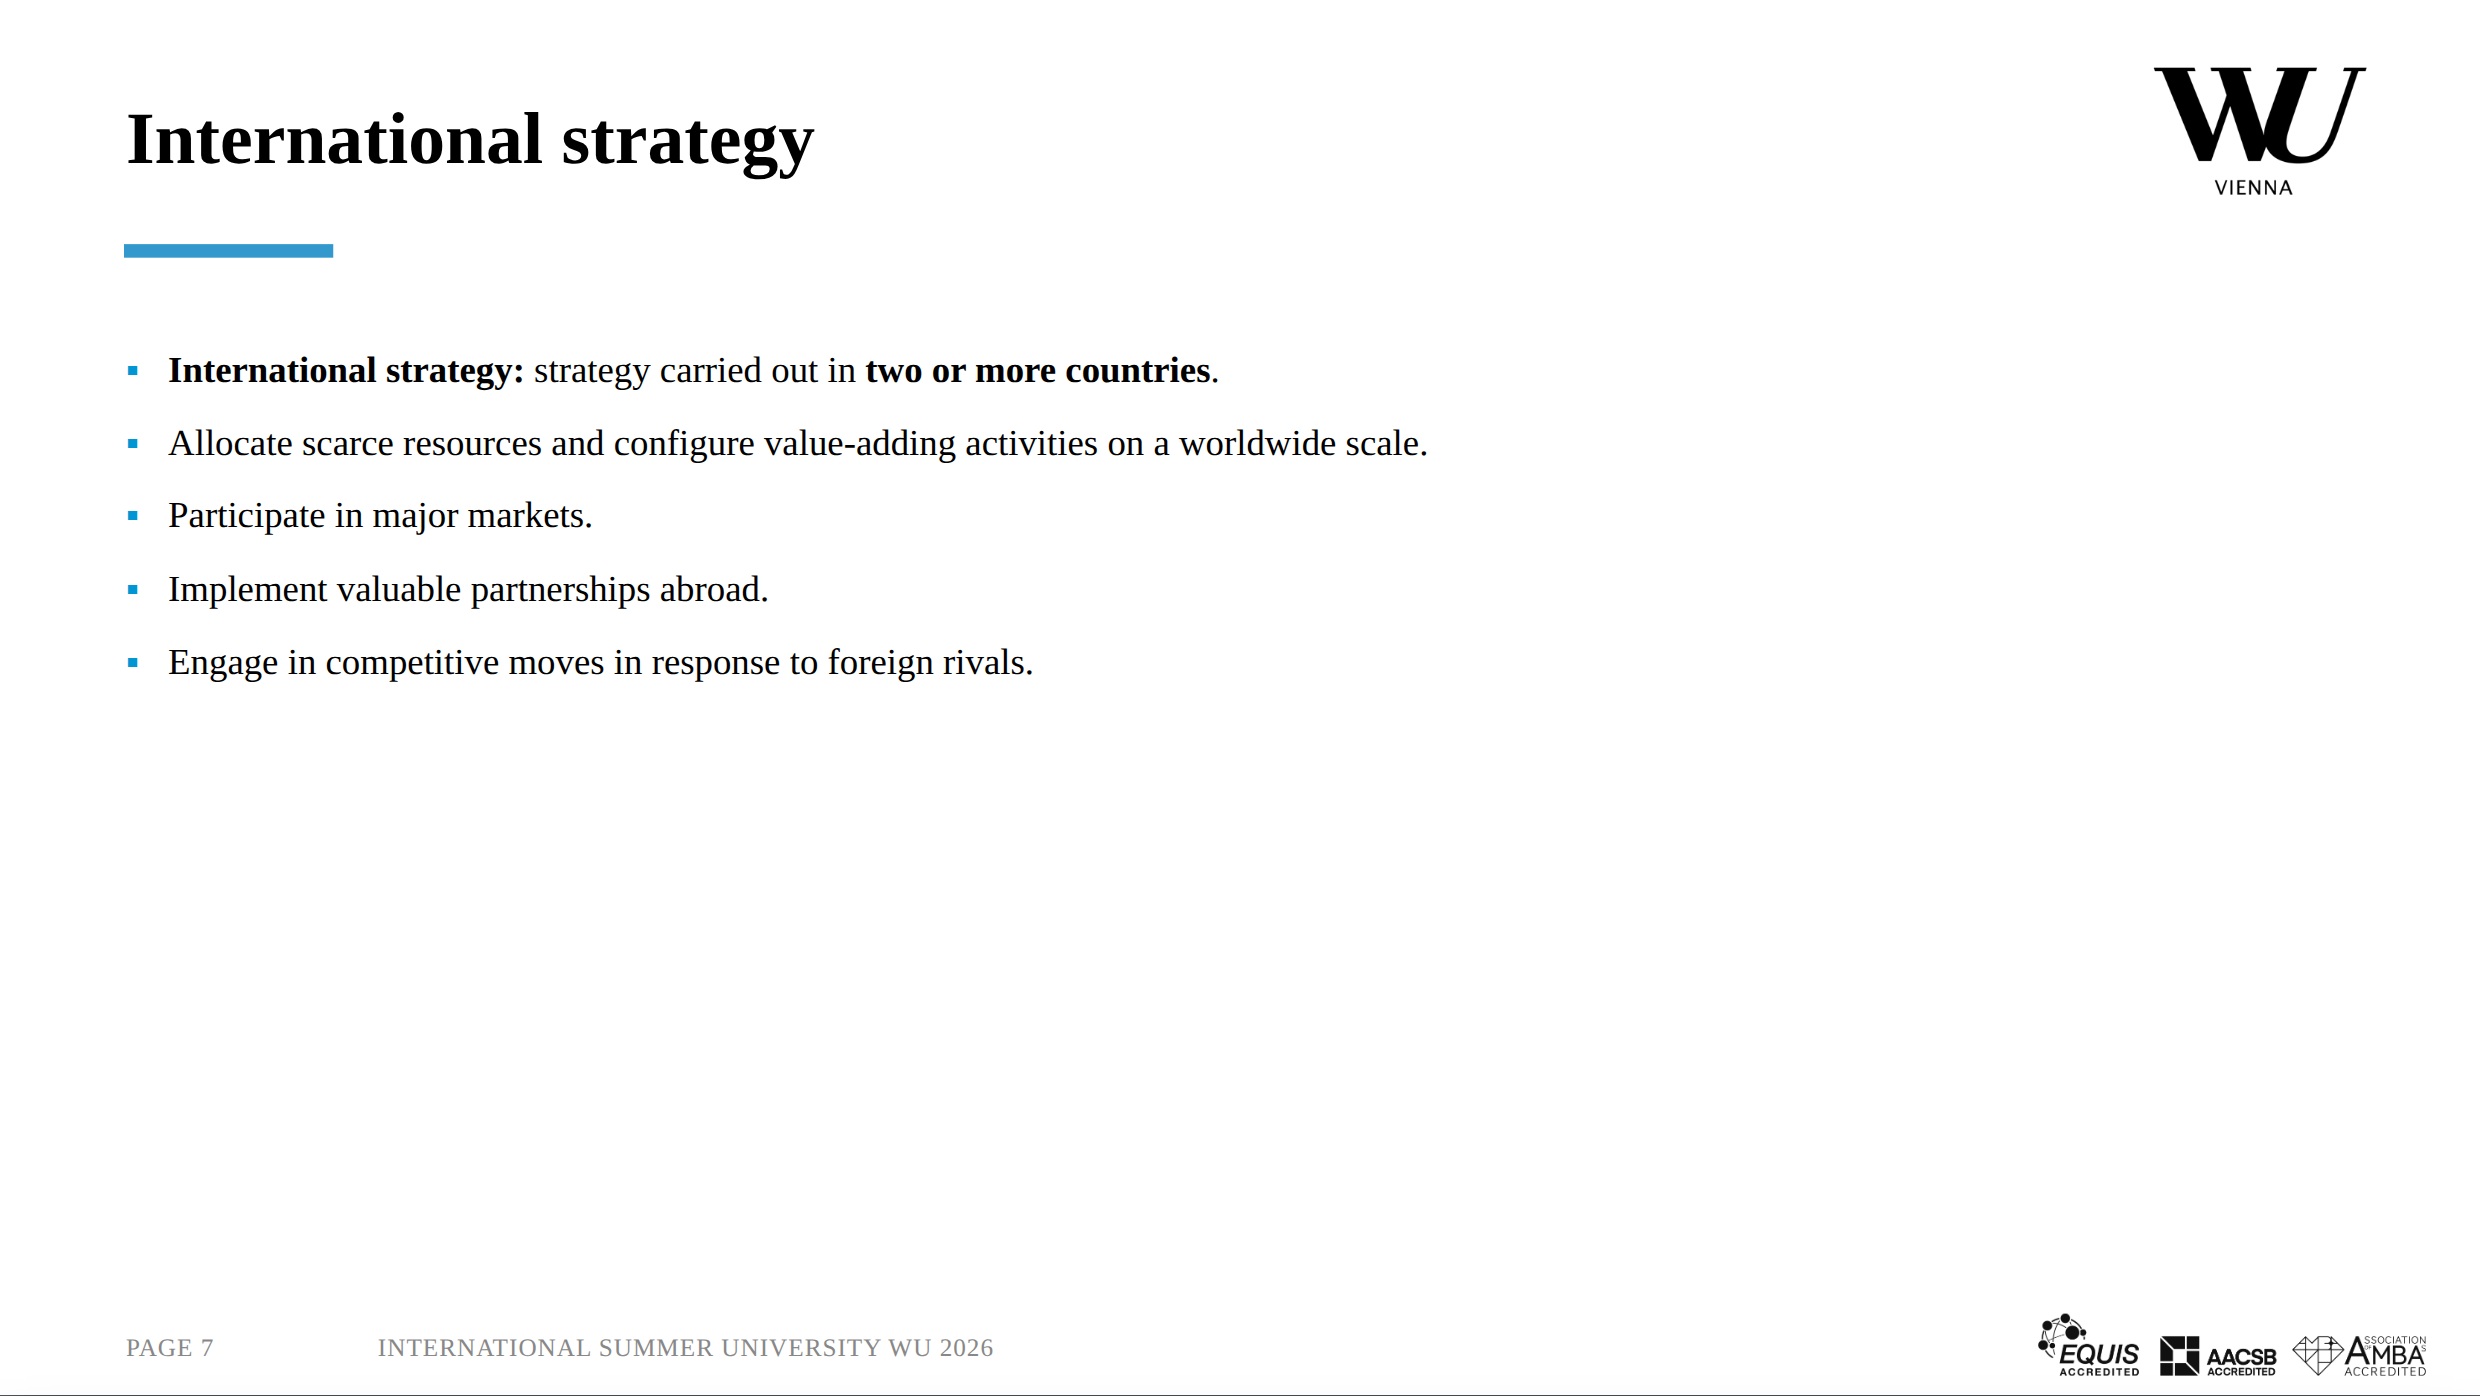 International strategy
WU
VIENNA
▪ International strategy: strategy carried out in two or more countries.
▪ Allocate scarce resources and configure value-adding activities on a worldwide scale.
▪ Participate in major markets.
▪ Implement valuable partnerships abroad.
▪ Engage in competitive moves in response to foreign rivals.
PAGE 7 INTERNATIONAL SUMMER UNIVERSITY WU 2026
EQUIS
ACCREDITED
AACSB
ACCREDITED
ASSOCIATION
OF
AMBAS
ACCREDITED